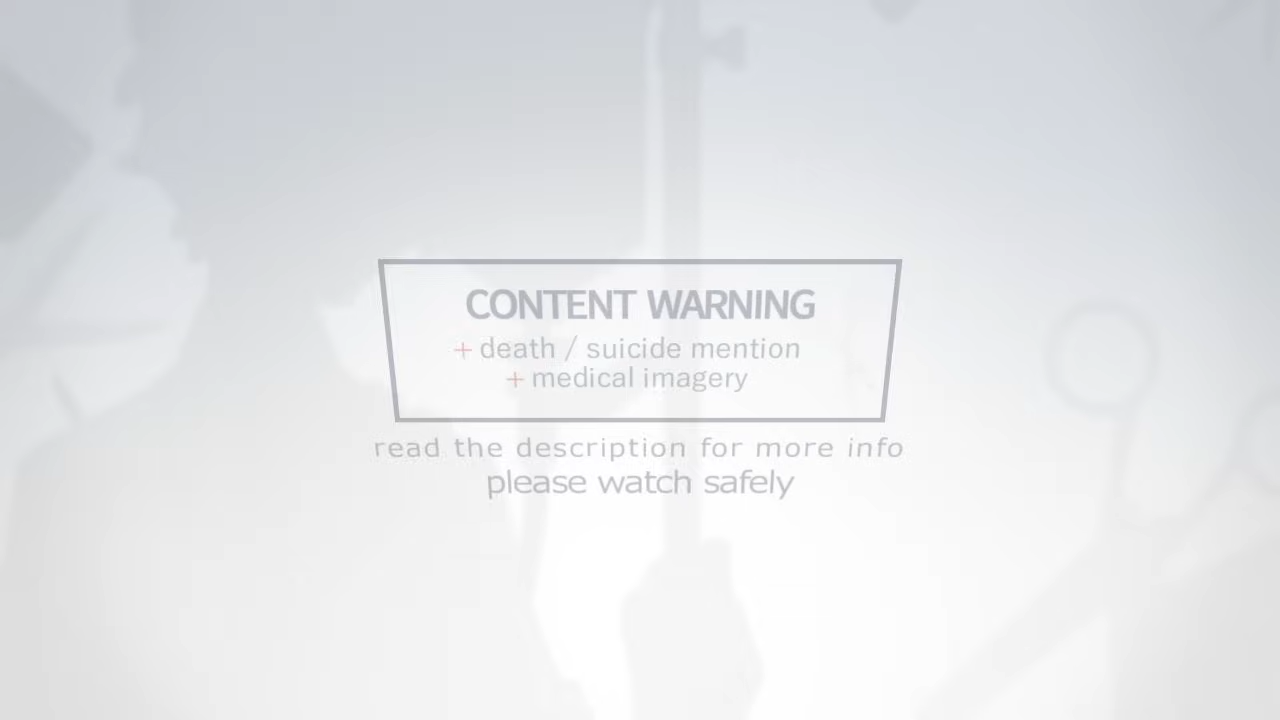 CONTENT WARNING
+ death / suicide mention
+ medical imagery
read the description for more info
please watch safely